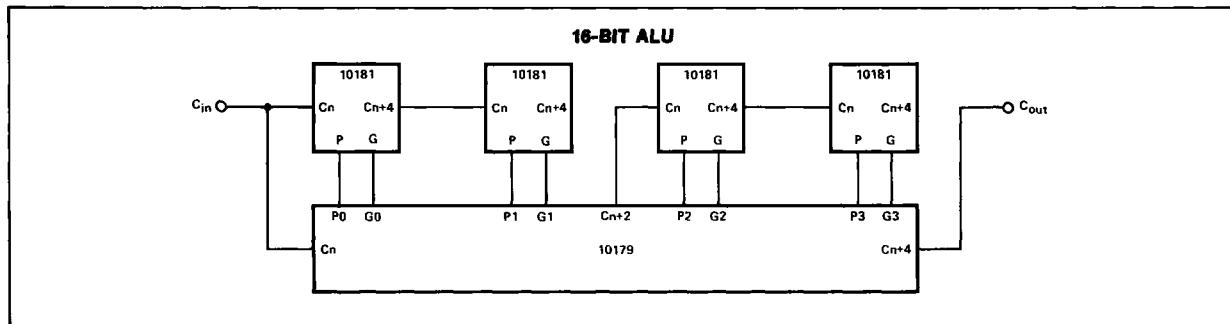 16-BIT ALU
10181 10181 10181 10181
Cin Cn Cn+4 Cn Cn+4 Cn Cn+4 Cn Cn+4 Cout
P G P G P G P G
P0 G0 P1 G1 Cn+2 P2 G2 P3 G3
Cn 10179 Cn+4